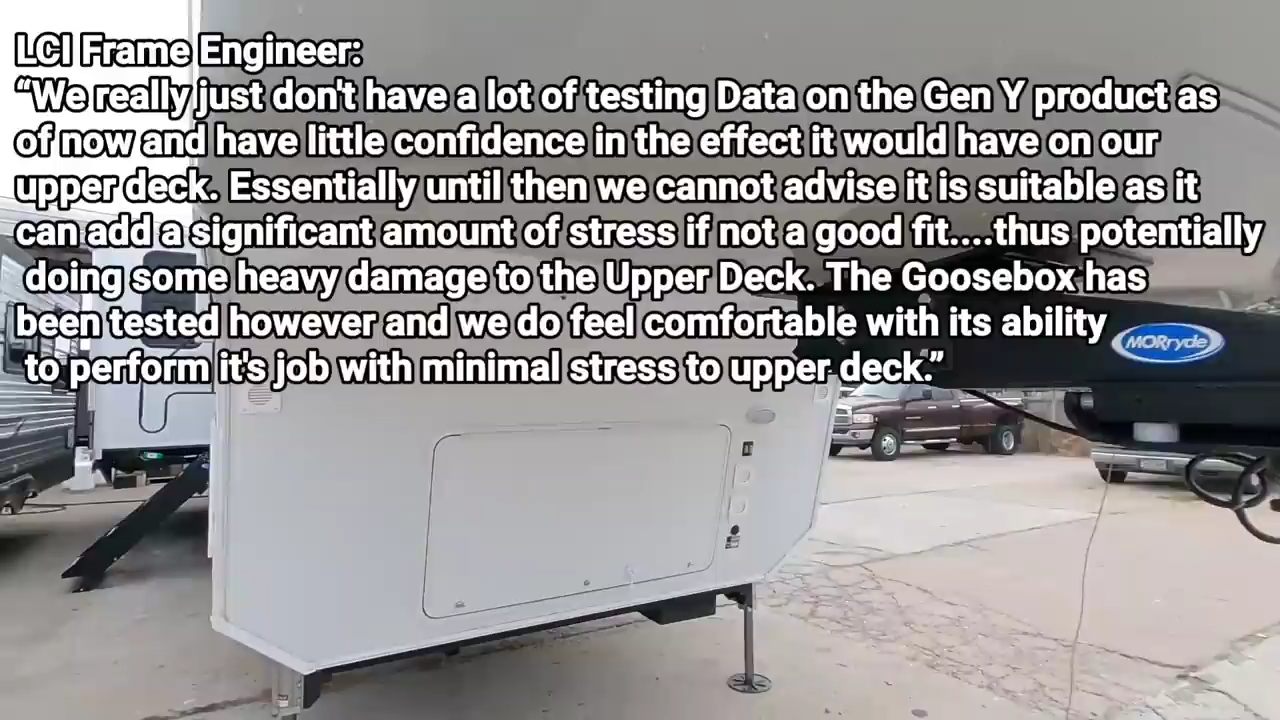 LCI Frame Engineer:
“We really just don't have a lot of testing Data on the Gen Y product as
of now and have little confidence in the effect it would have on our
upper deck. Essentially until then we cannot advise it is suitable as it
can add a significant amount of stress if not a good fit....thus potentially
doing some heavy damage to the Upper Deck. The Goosebox has
been tested however and we do feel comfortable with its ability
to perform it's job with minimal stress to upper deck.”
MORryde